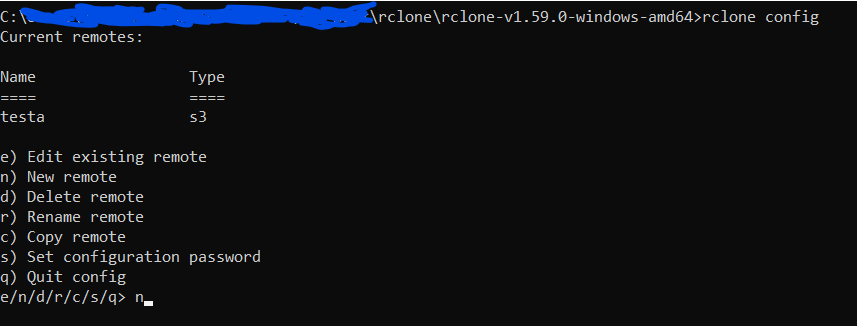 C:\ \rclone\rclone-v1.59.0-windows-amd64>rclone config
Current remotes:
Name                 Type
====                 ====
testa                s3
e) Edit existing remote
n) New remote
d) Delete remote
r) Rename remote
c) Copy remote
s) Set configuration password
q) Quit config
e/n/d/r/c/s/q> n